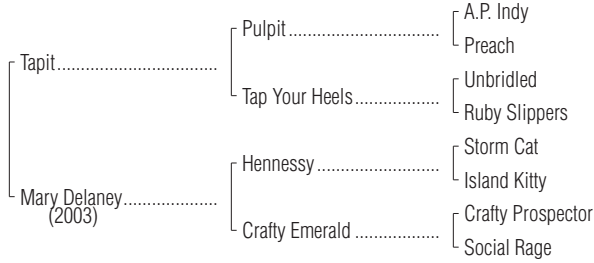 A.P. Indy
Pulpit
Preach
Tapit
Unbridled
Tap Your Heels
Ruby Slippers
Storm Cat
Hennessy
Island Kitty
Mary Delaney
(2003)
Crafty Prospector
Crafty Emerald
Social Rage